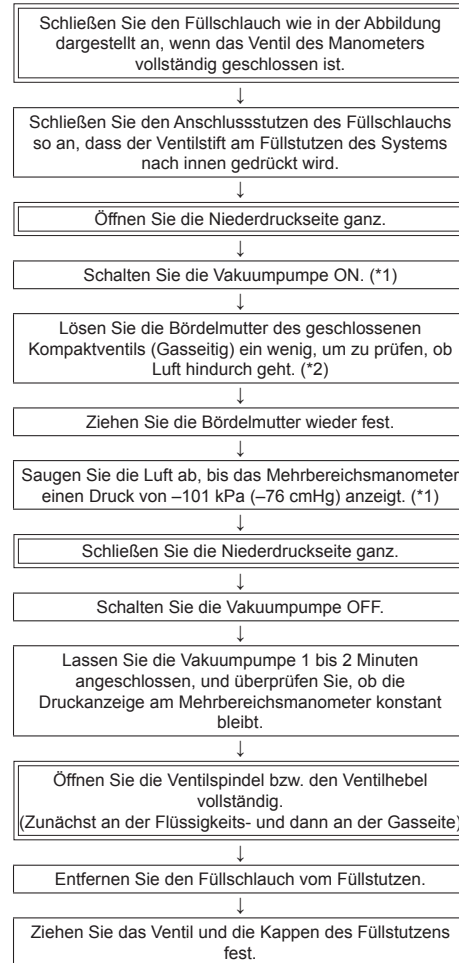 Schließen Sie den Füllschlauch wie in der Abbildung
dargestellt an, wenn das Ventil des Manometers
vollständig geschlossen ist.
↓
Schließen Sie den Anschlussstutzen des Füllschlauchs
so an, dass der Ventilstift am Füllstutzen des Systems
nach innen gedrückt wird.
↓
Öffnen Sie die Niederdruckseite ganz.
↓
Schalten Sie die Vakuumpumpe ON. (*1)
↓
Lösen Sie die Bördelmutter des geschlossenen
Kompaktventils (Gasseitig) ein wenig, um zu prüfen, ob
Luft hindurch geht. (*2)
↓
Ziehen Sie die Bördelmutter wieder fest.
↓
Saugen Sie die Luft ab, bis das Mehrbereichsmanometer
einen Druck von –101 kPa (–76 cmHg) anzeigt. (*1)
↓
Schließen Sie die Niederdruckseite ganz.
↓
Schalten Sie die Vakuumpumpe OFF.
↓
Lassen Sie die Vakuumpumpe 1 bis 2 Minuten
angeschlossen, und überprüfen Sie, ob die
Druckanzeige am Mehrbereichsmanometer konstant
bleibt.
↓
Öffnen Sie die Ventilspindel bzw. den Ventilhebel
vollständig.
(Zunächst an der Flüssigkeits- und dann an der Gasseite)
↓
Entfernen Sie den Füllschlauch vom Füllstutzen.
↓
Ziehen Sie das Ventil und die Kappen des Füllstutzens
fest.